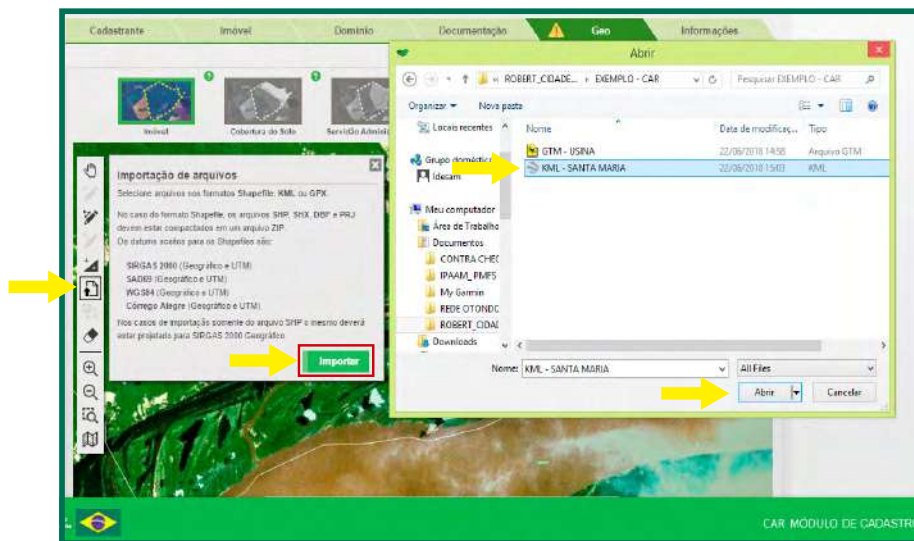 Cadastrante
Imóvel
Domínio
Documentação
Geo
Informações
Abrir
ROBERT_CIDADE...
EXEMPLO - CAR
Pesquisar EXEMPLO - CAR
Organizar
Nova pasta
Imóvel
Cobertura do Solo
Servidão Adminis
Locais recentes
Nome
Data de modificaç...
Tipo
GTM - USINA
22/06/2018 14:58
Arquivo GTM
KML - SANTA MARIA
22/06/2018 15:03
KML
Grupo doméstic
Idesam
Meu computador
Área de Trabalho
Documentos
CONTRA CHEC
IPAAM_PMFS
My Garmin
REDE OTONDC
ROBERT_CIDAD
Downloads
Importação de arquivos
Selecione arquivos nos formatos Shapefile, KML ou GPX.
No caso do formato Shapefile, os arquivos SHP, SHX, DBF e PRJ
devem estar compactados em um arquivo ZIP.
Os datums aceitos para os Shapefiles são:
SIRGAS 2000 (Geográfico e UTM)
SAD69 (Geográfico e UTM)
WGS84 (Geográfico e UTM)
Córrego Alegre (Geográfico e UTM)
Nos casos de importação somente do arquivo SHP o mesmo deverá
estar projetado para SIRGAS 2000 Geográfico.
Importar
Nome:
KML - SANTA MARIA
All Files
Abrir
Cancelar
CAR MÓDULO DE CADASTR